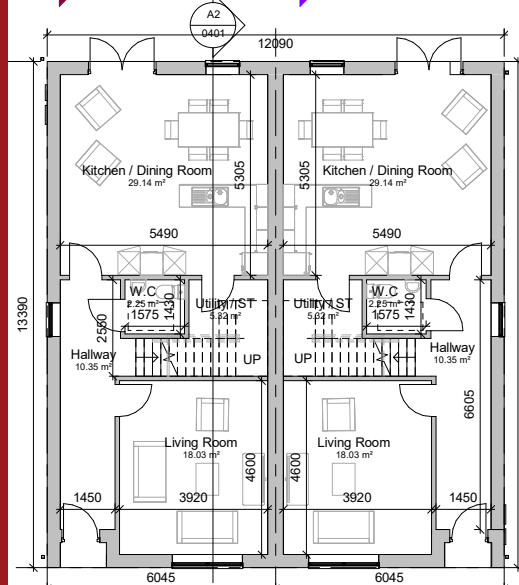 A2
0401
12090
Kitchen / Dining Room
29.14 m²
5305
5490
Kitchen / Dining Room
29.14 m²
5305
5490
13390
W.C
2.25 m²
1575
1430
Utility / ST
5.32 m²
Utility / ST
5.32 m²
W.C
2.25 m²
1575
1430
2550
Hallway
10.35 m²
UP
UP
Hallway
10.35 m²
6605
Living Room
18.03 m²
4600
Living Room
18.03 m²
4600
1450
3920
3920
1450
6045
6045